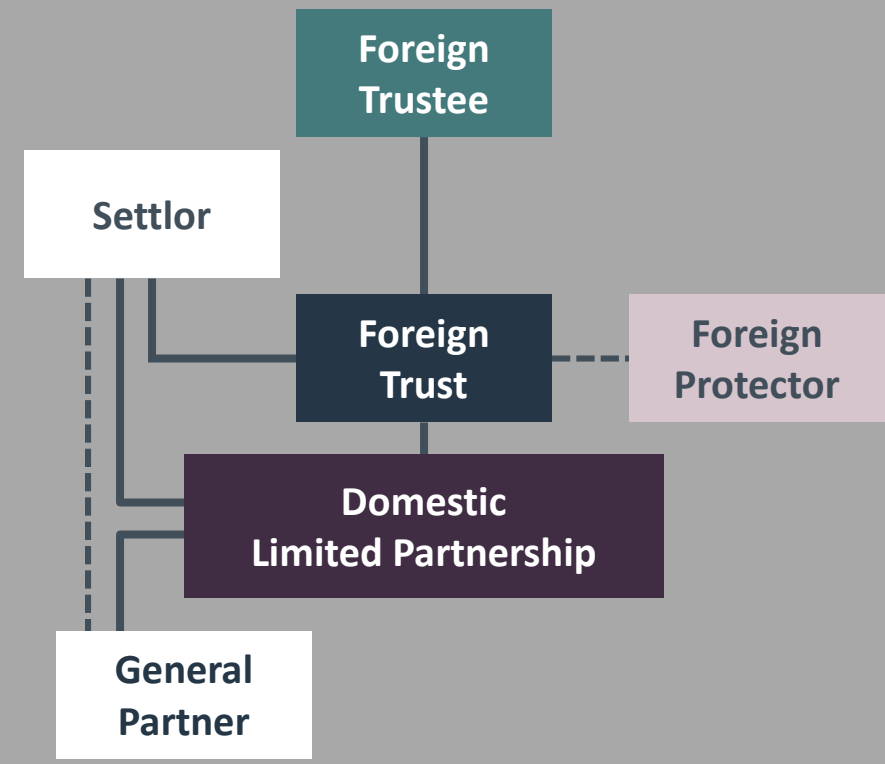 Foreign
Trustee
Settlor
Foreign
Trust
Foreign
Protector
Domestic
Limited Partnership
General
Partner